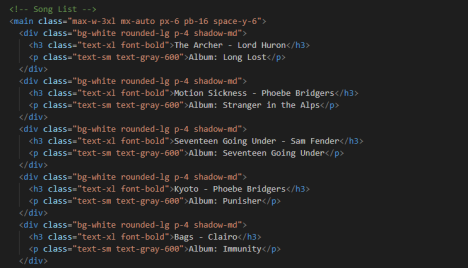 <!-- Song List -->
<main class="max-w-3xl mx-auto px-6 pb-16 space-y-6">
<div class="bg-white rounded-lg p-4 shadow-md">
<h3 class="text-xl font-bold">The Archer - Lord Huron</h3>
<p class="text-sm text-gray-600">Album: Long Lost</p>
</div>
<div class="bg-white rounded-lg p-4 shadow-md">
<h3 class="text-xl font-bold">Motion Sickness - Phoebe Bridgers</h3>
<p class="text-sm text-gray-600">Album: Stranger in the Alps</p>
</div>
<div class="bg-white rounded-lg p-4 shadow-md">
<h3 class="text-xl font-bold">Seventeen Going Under - Sam Fender</h3>
<p class="text-sm text-gray-600">Album: Seventeen Going Under</p>
</div>
<div class="bg-white rounded-lg p-4 shadow-md">
<h3 class="text-xl font-bold">Kyoto - Phoebe Bridgers</h3>
<p class="text-sm text-gray-600">Album: Punisher</p>
</div>
<div class="bg-white rounded-lg p-4 shadow-md">
<h3 class="text-xl font-bold">Bags - Clairo</h3>
<p class="text-sm text-gray-600">Album: Immunity</p>
</div>